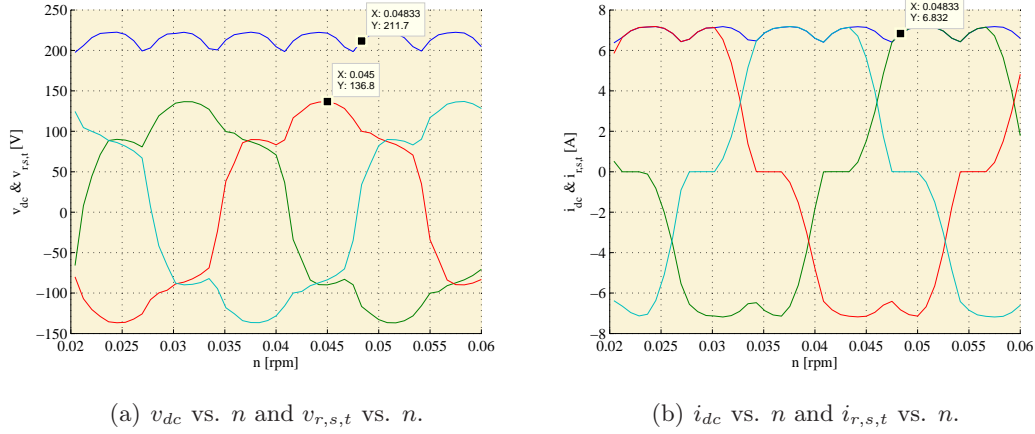 X: 0.04833
Y: 211.7
X: 0.045
Y: 136.8
250
200
150
100
50
0
−50
−100
−150
v_dc & v_r,s,t [V]
0.02 0.025 0.03 0.035 0.04 0.045 0.05 0.055 0.06
n [rpm]
(a) v_dc vs. n and v_r,s,t vs. n.
X: 0.04833
Y: 6.832
8
6
4
2
0
−2
−4
−6
−8
i_dc & i_r,s,t [A]
0.02 0.025 0.03 0.035 0.04 0.045 0.05 0.055 0.06
n [rpm]
(b) i_dc vs. n and i_r,s,t vs. n.